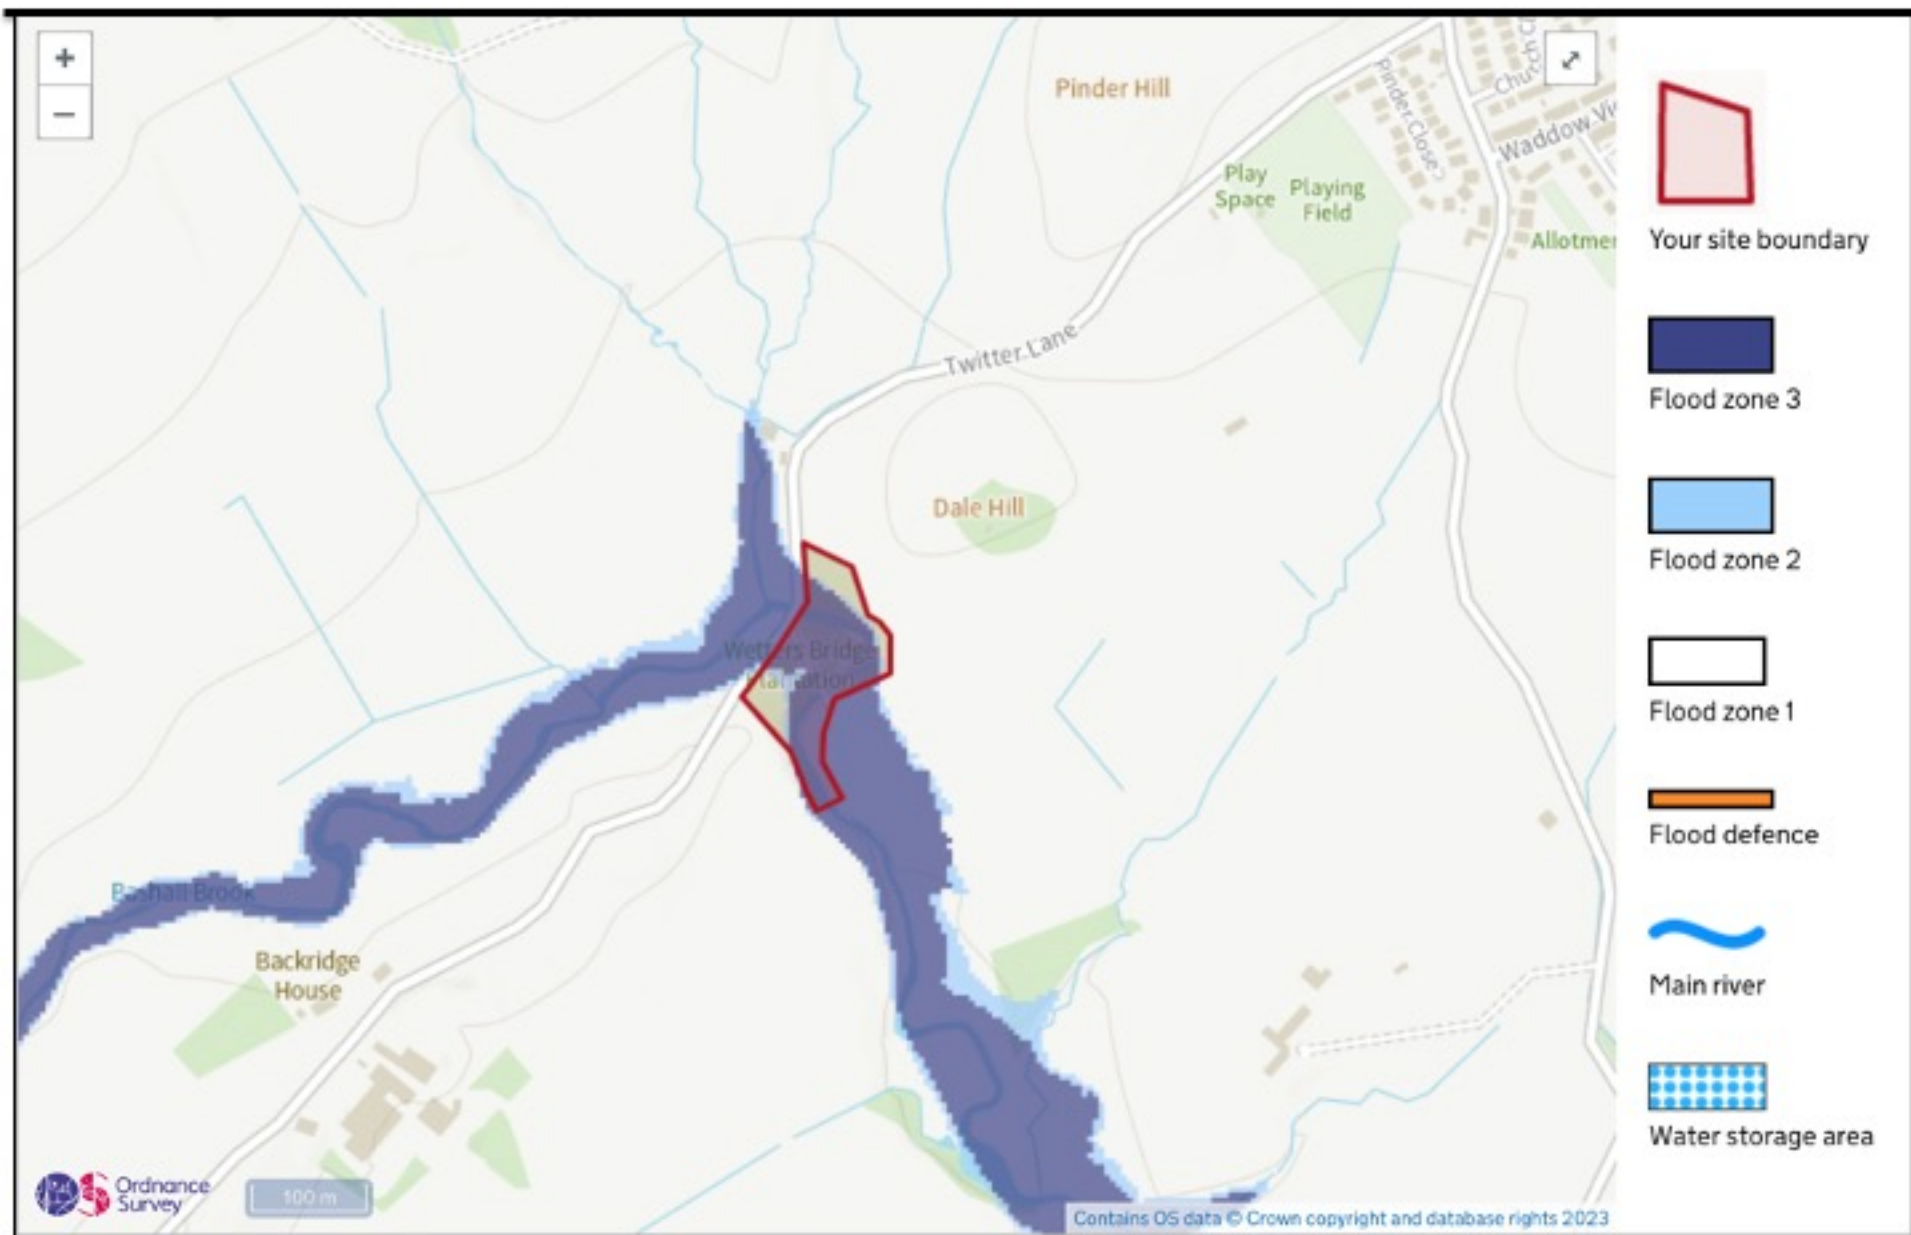 +
−
Pinder Hill
Play
Space
Playing
Field
Pinder Close
Church
Waddow Vi
Allotmen
Twitter Lane
Dale Hill
Wetters Bridge
Plantation
Bashall Brook
Backridge
House
Ordnance
Survey
100 m
Contains OS data © Crown copyright and database rights 2023
Your site boundary
Flood zone 3
Flood zone 2
Flood zone 1
Flood defence
Main river
Water storage area